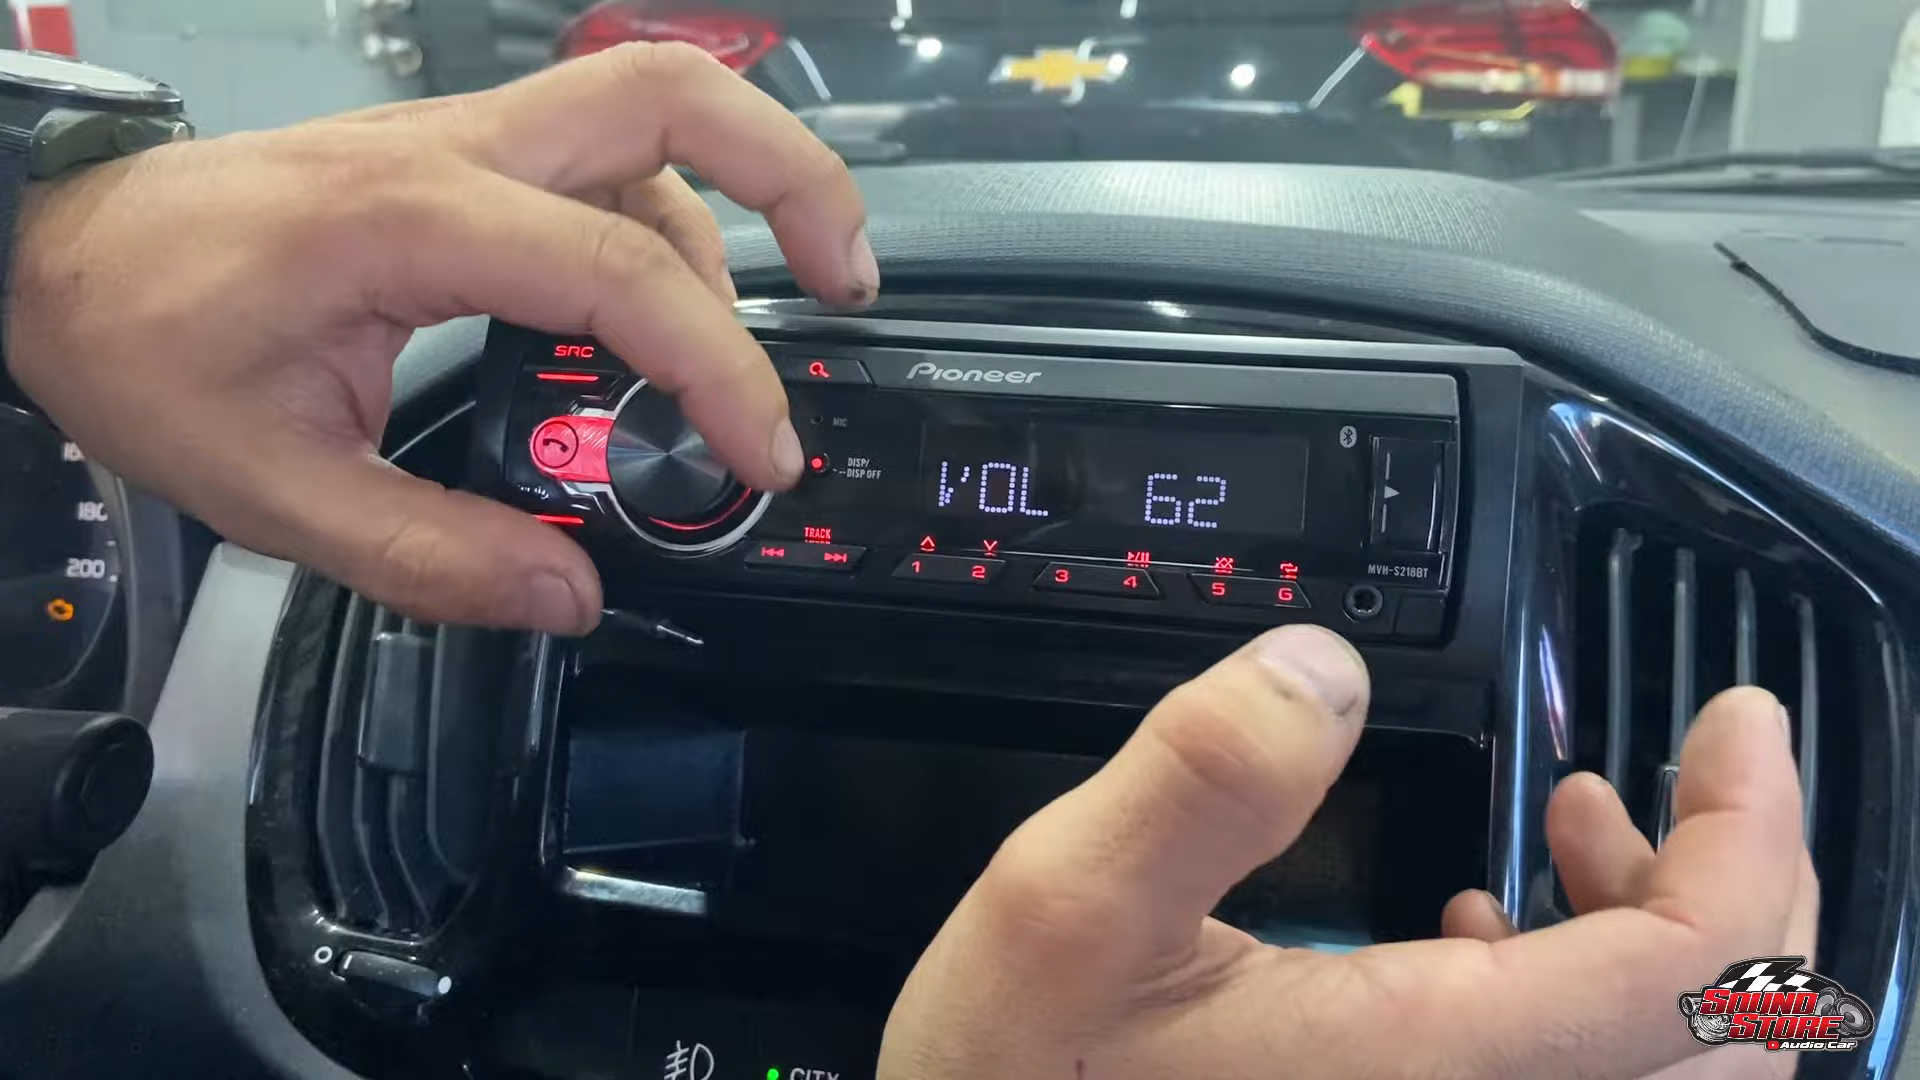 SRC
Pioneer
MIC
DISP/
DISP OFF
VOL 62
TRACK
1 2 3 4 5 6
MVH-S218BT
180
200
CITY
SOUND
STORE
Audio Car